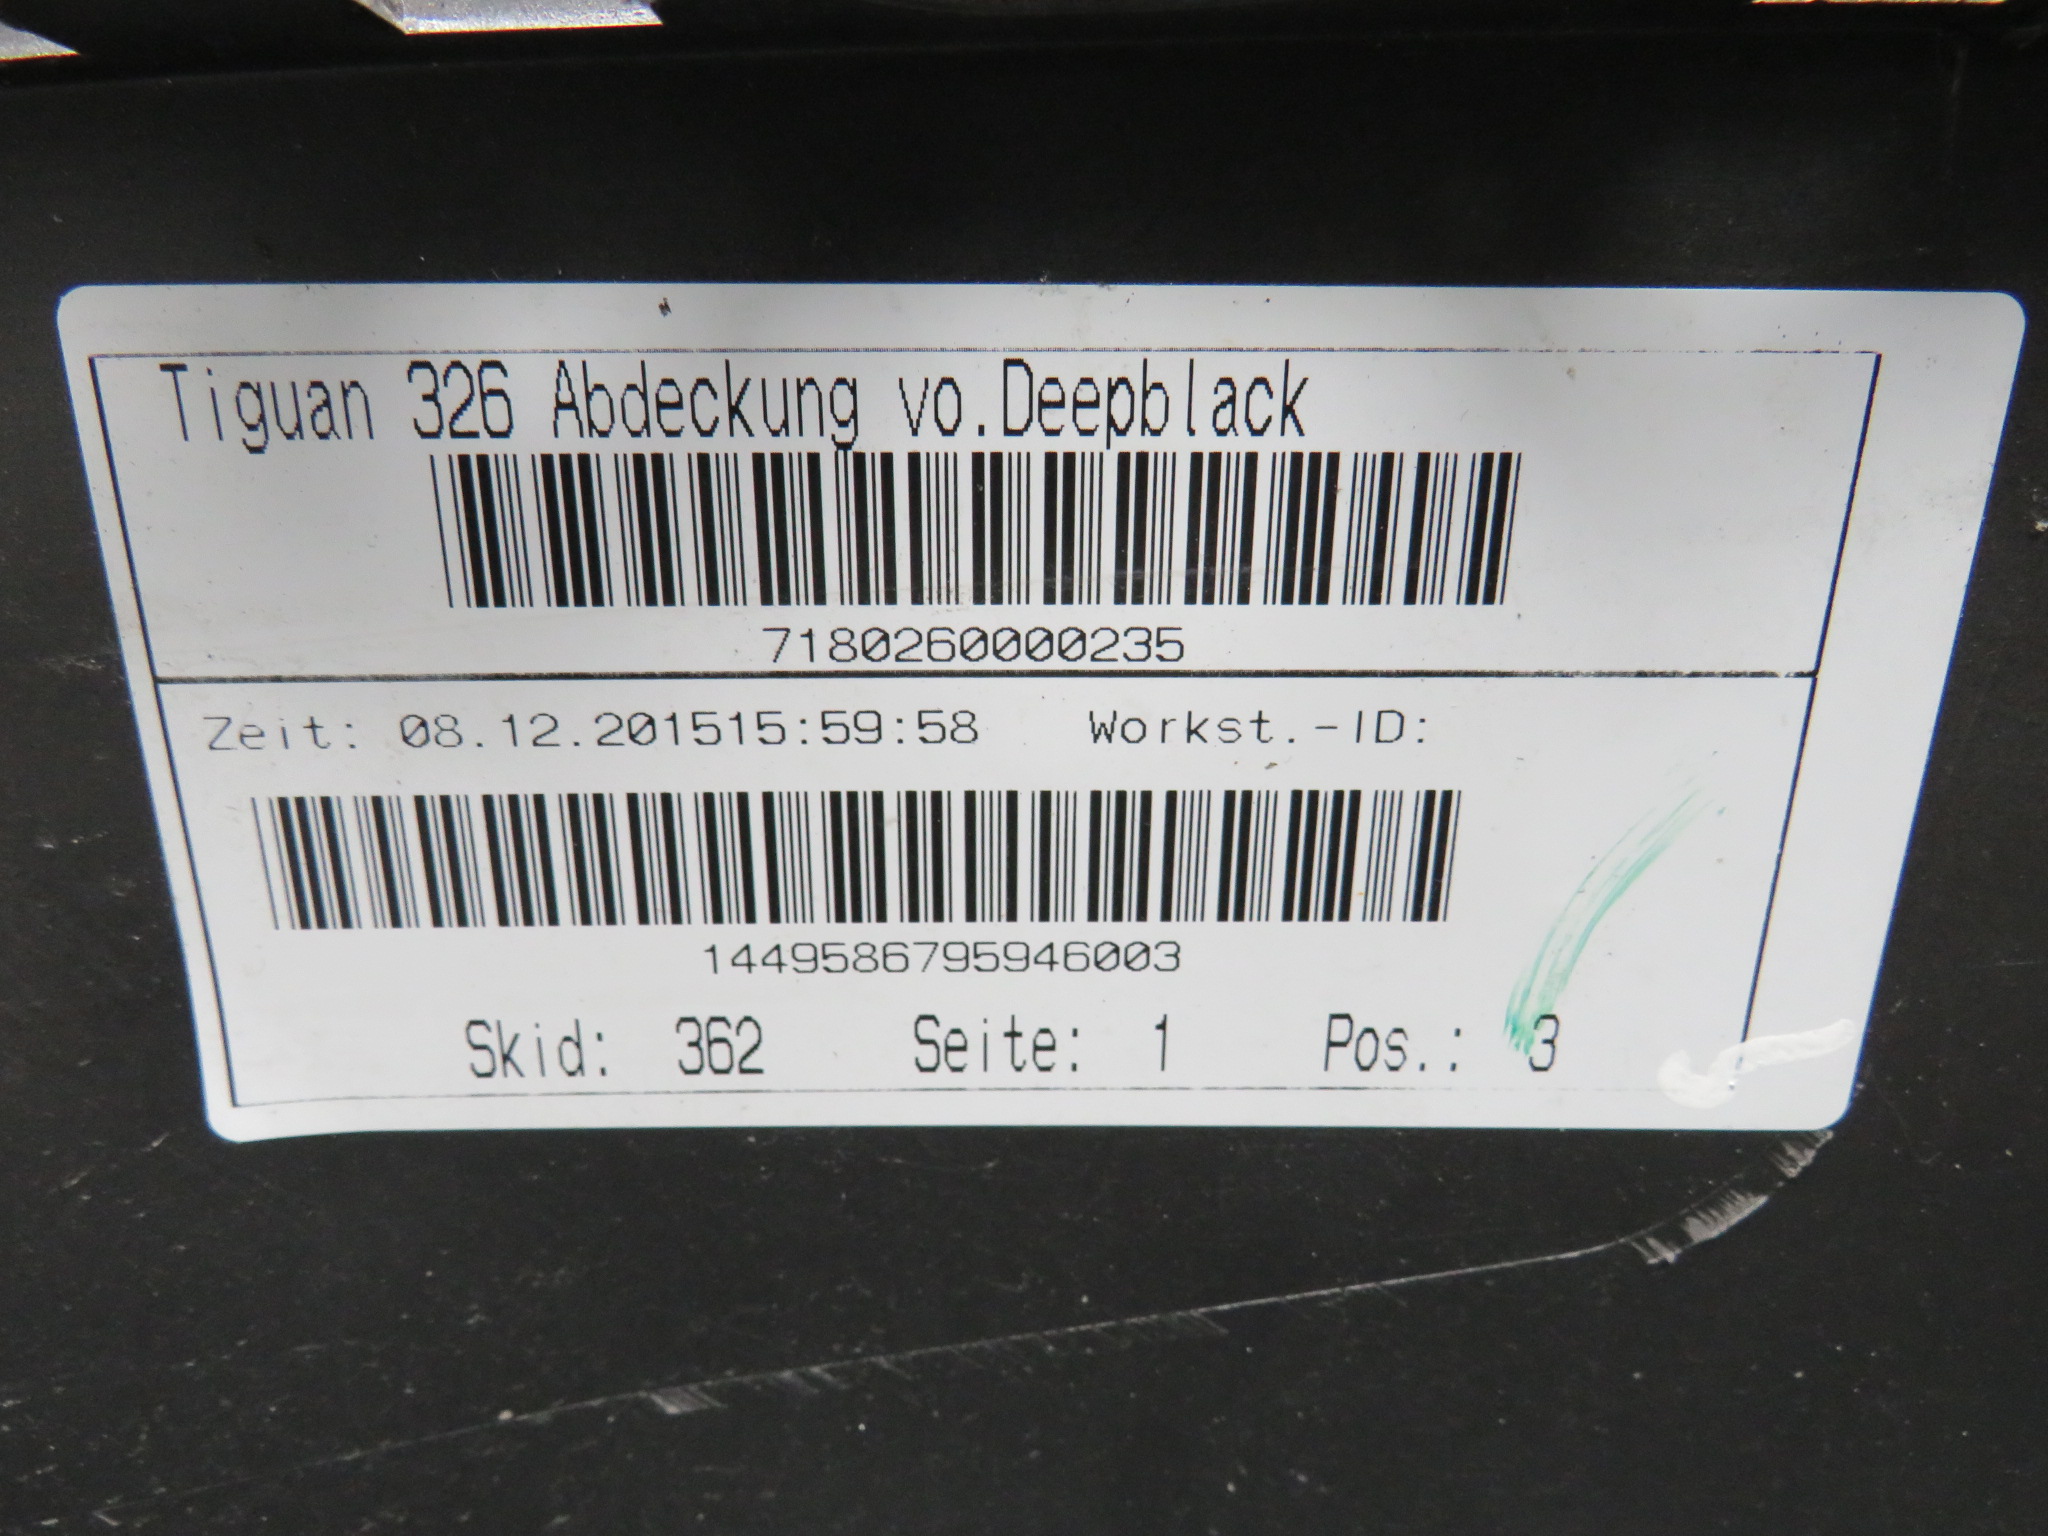 Tiguan 326 Abdeckung vo.Deepblack
7180260000235
Zeit: 08.12.201515:59:58 Workst.-ID:
1449586795946003
Skid: 362 Seite: 1 Pos.: 3